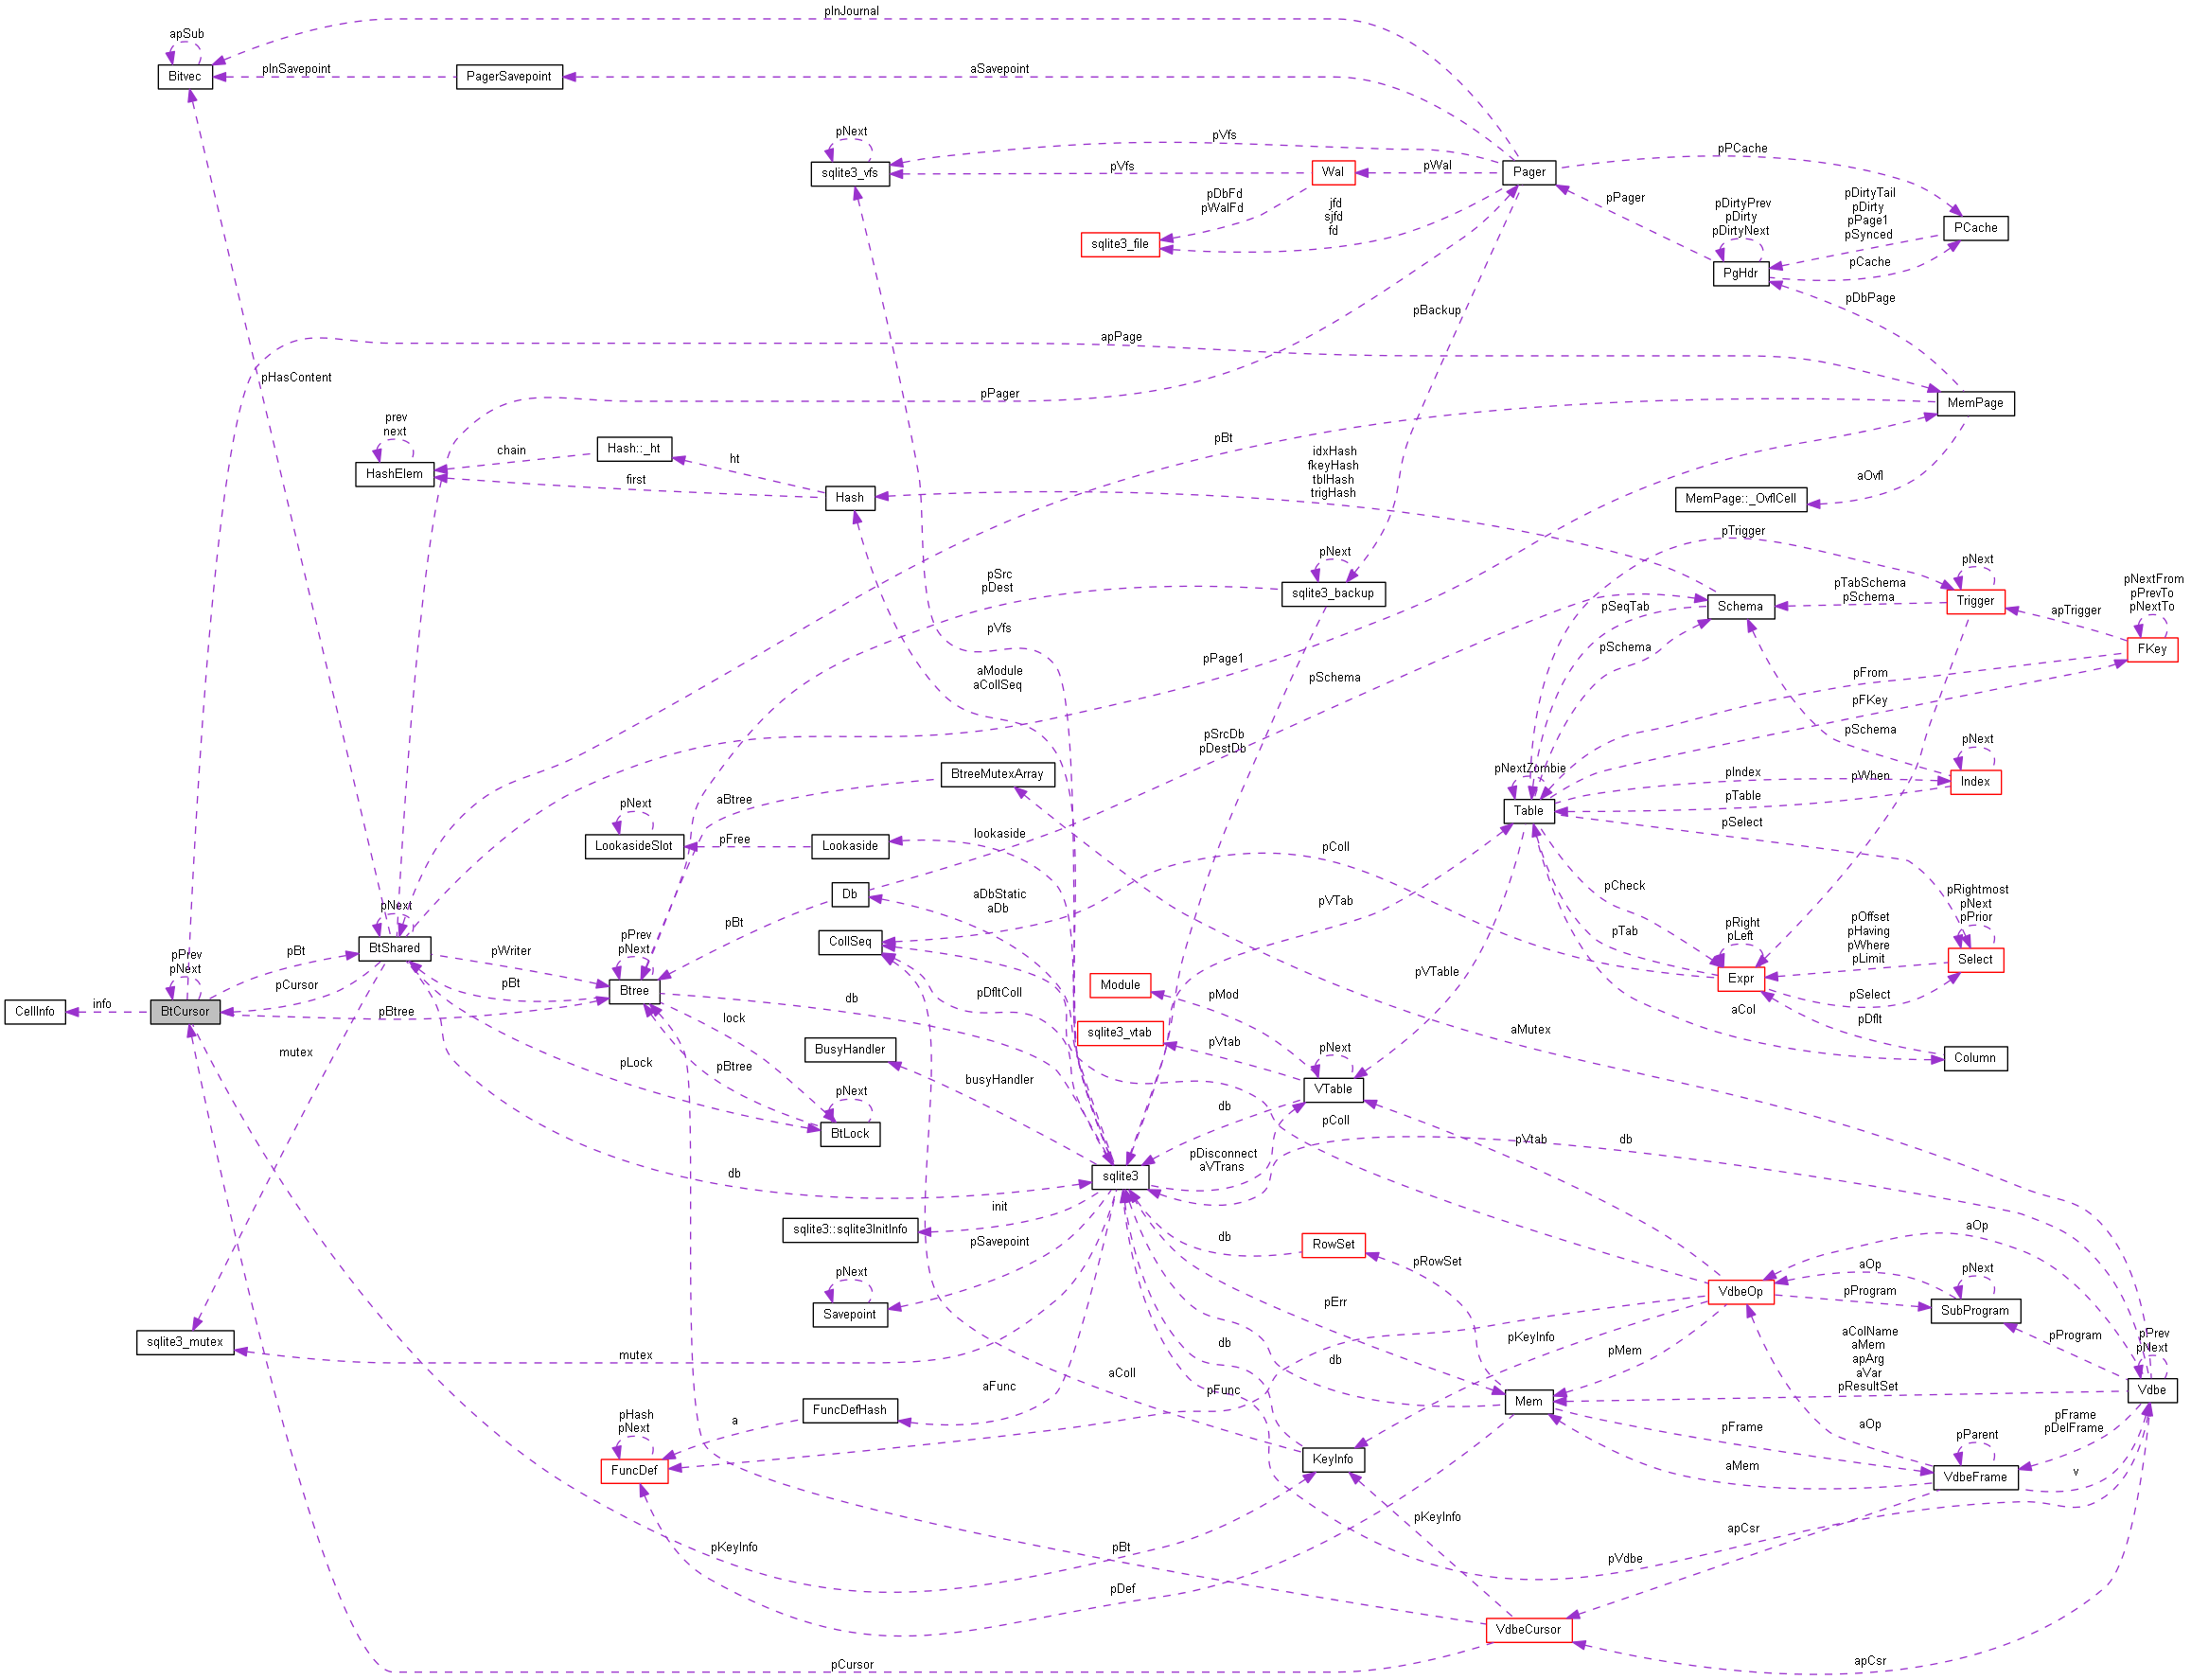 pInJournal
apSub
Bitvec
pInSavepoint
PagerSavepoint
aSavepoint
pNext
sqlite3_vfs
pVfs
pVfs
Wal
pWal
Pager
pPCache
pDbFd
pWalFd
jfd
sjfd
fd
sqlite3_file
pPager
pDirtyPrev
pDirty
pDirtyNext
PgHdr
pDirtyTail
pDirty
pPage1
pSynced
pCache
PCache
pDbPage
pBackup
apPage
pHasContent
pPager
MemPage
prev
next
HashElem
chain
Hash::_ht
ht
first
Hash
pBt
idxHash
fkeyHash
tblHash
trigHash
aOvfl
MemPage::_OvflCell
pTrigger
pNext
Trigger
pTabSchema
pSchema
pNext
sqlite3_backup
pSrc
pDest
Schema
pSeqTab
pSchema
apTrigger
pNextFrom
pPrevTo
pNextTo
FKey
pVfs
pPage1
aModule
aCollSeq
pSchema
pFrom
pFKey
pSchema
pSrcDb
pDestDb
pNext
Index
pWhen
pNextZombie
Table
pIndex
pTable
pSelect
BtreeMutexArray
aBtree
pNext
LookasideSlot
pFree
Lookaside
lookaside
pColl
Db
aDbStatic
aDb
pVTab
pCheck
pRightmost
pNext
pPrior
Select
pBt
CollSeq
pTab
pRight
pLeft
Expr
pOffset
pHaving
pWhere
pLimit
pSelect
pNext
BtShared
pWriter
pPrev
pNext
Btree
pBt
pPrev
pNext
BtCursor
pBt
pCursor
pBtree
info
CellInfo
db
pDfltColl
Module
pMod
pVTable
aCol
pDflt
Column
aMutex
mutex
lock
sqlite3_vtab
pVtab
pNext
VTable
BusyHandler
busyHandler
pLock
pBtree
pNext
BtLock
db
pColl
pVtab
db
pDisconnect
aVTrans
db
sqlite3
init
sqlite3::sqlite3InitInfo
pSavepoint
pNext
Savepoint
db
RowSet
pRowSet
aOp
aOp
pNext
SubProgram
VdbeOp
pProgram
pProgram
pErr
pKeyInfo
pMem
aColName
aMem
apArg
aVar
pResultSet
pPrev
pNext
Vdbe
sqlite3_mutex
mutex
db
db
aColl
aFunc
pFunc
Mem
FuncDefHash
a
pHash
pNext
FuncDef
pFrame
aOp
pFrame
pDelFrame
pParent
VdbeFrame
aMem
v
KeyInfo
pKeyInfo
pKeyInfo
pBt
apCsr
pVdbe
pDef
VdbeCursor
pCursor
apCsr